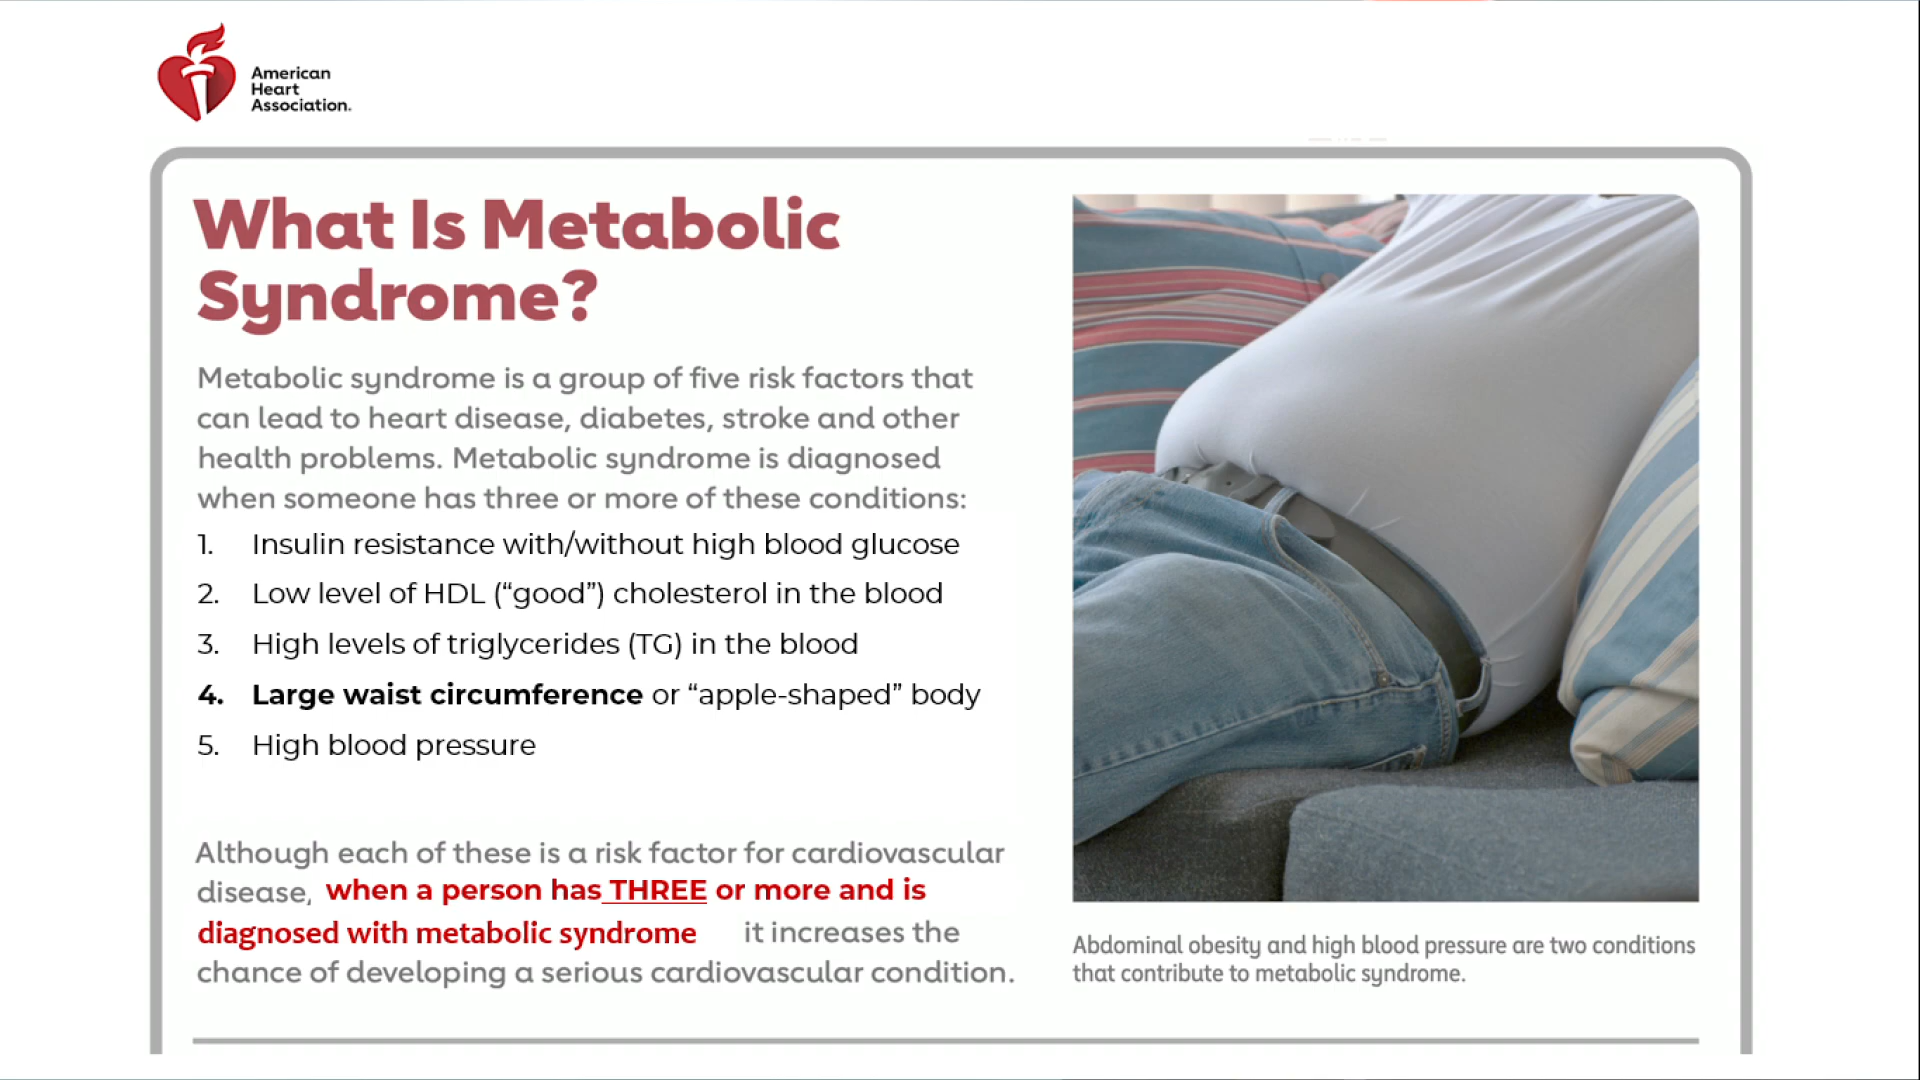 American
Heart
Association.
What Is Metabolic
Syndrome?
Metabolic syndrome is a group of five risk factors that
can lead to heart disease, diabetes, stroke and other
health problems. Metabolic syndrome is diagnosed
when someone has three or more of these conditions:
1. Insulin resistance with/without high blood glucose
2. Low level of HDL (“good”) cholesterol in the blood
3. High levels of triglycerides (TG) in the blood
4. Large waist circumference or “apple-shaped” body
5. High blood pressure
Although each of these is a risk factor for cardiovascular
disease, when a person has THREE or more and is
diagnosed with metabolic syndrome it increases the
chance of developing a serious cardiovascular condition.
Abdominal obesity and high blood pressure are two conditions
that contribute to metabolic syndrome.